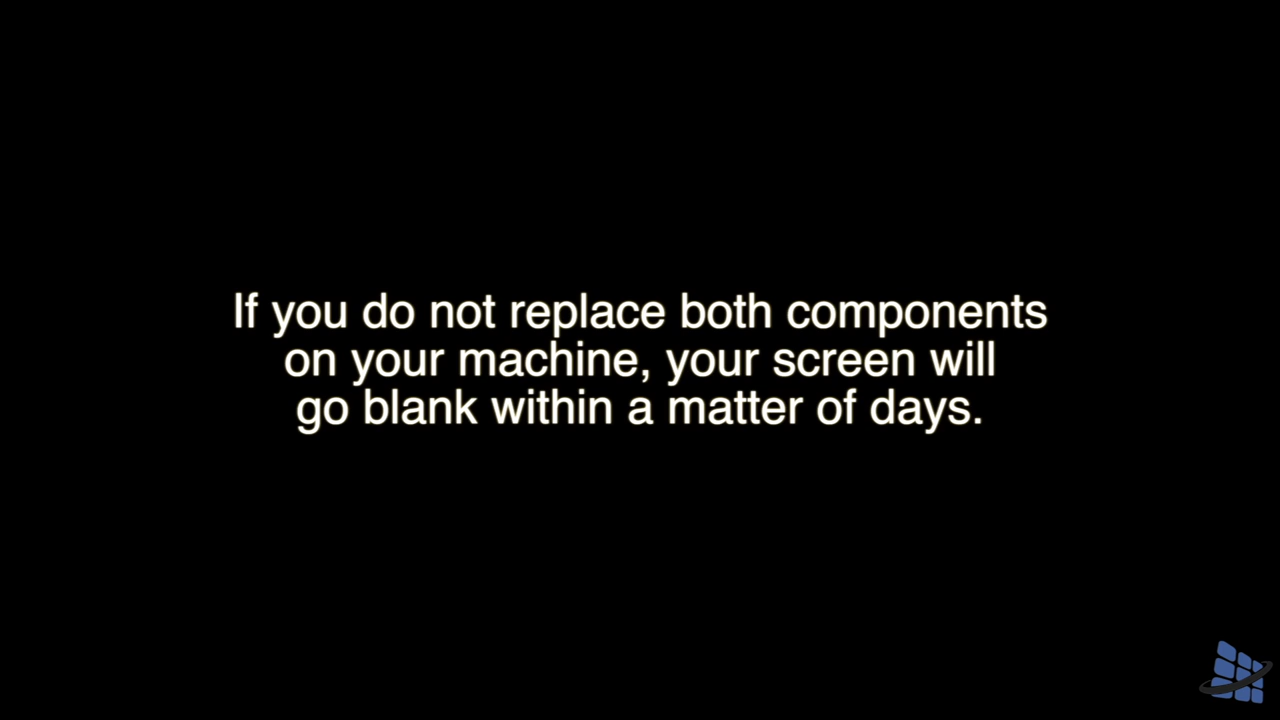 If you do not replace both components
on your machine, your screen will
go blank within a matter of days.